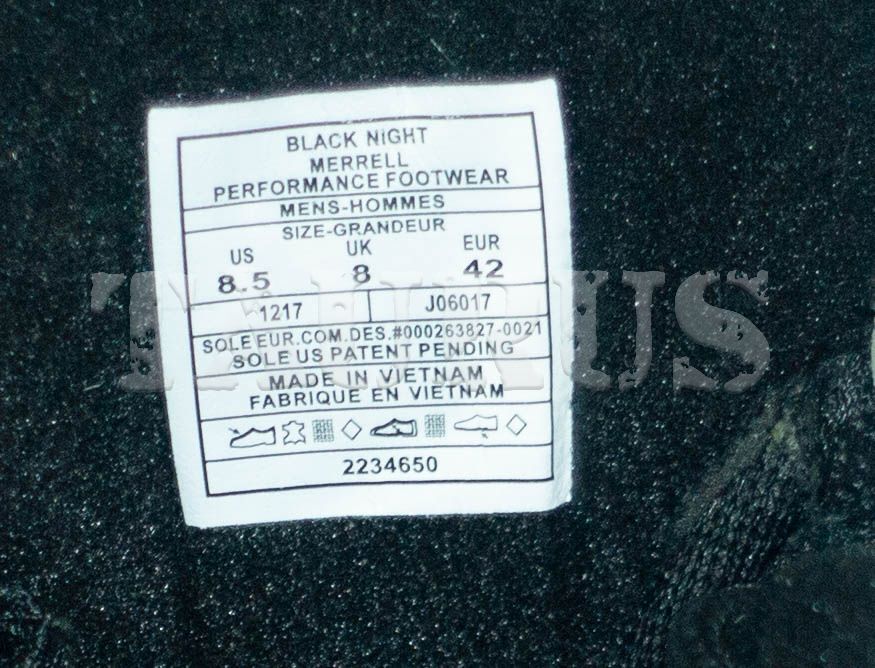 BLACK NIGHT
MERRELL
PERFORMANCE FOOTWEAR
MENS-HOMMES
SIZE-GRANDEUR
US UK EUR
8.5 8 42
1217 J06017
SOLE EUR.COM.DES.#000263827-0021
SOLE US PATENT PENDING
MADE IN VIETNAM
FABRIQUE EN VIETNAM
2234650
TAURUS